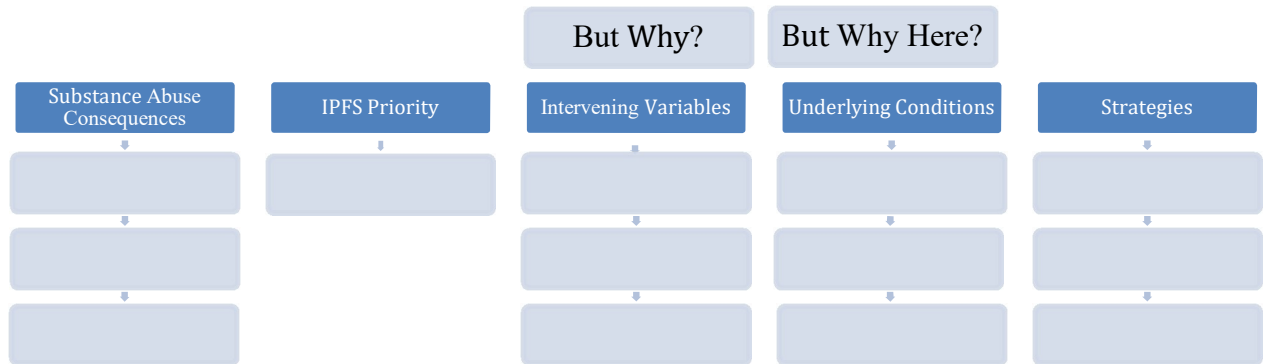 But Why?
But Why Here?
Substance Abuse
Consequences
IPFS Priority
Intervening Variables
Underlying Conditions
Strategies